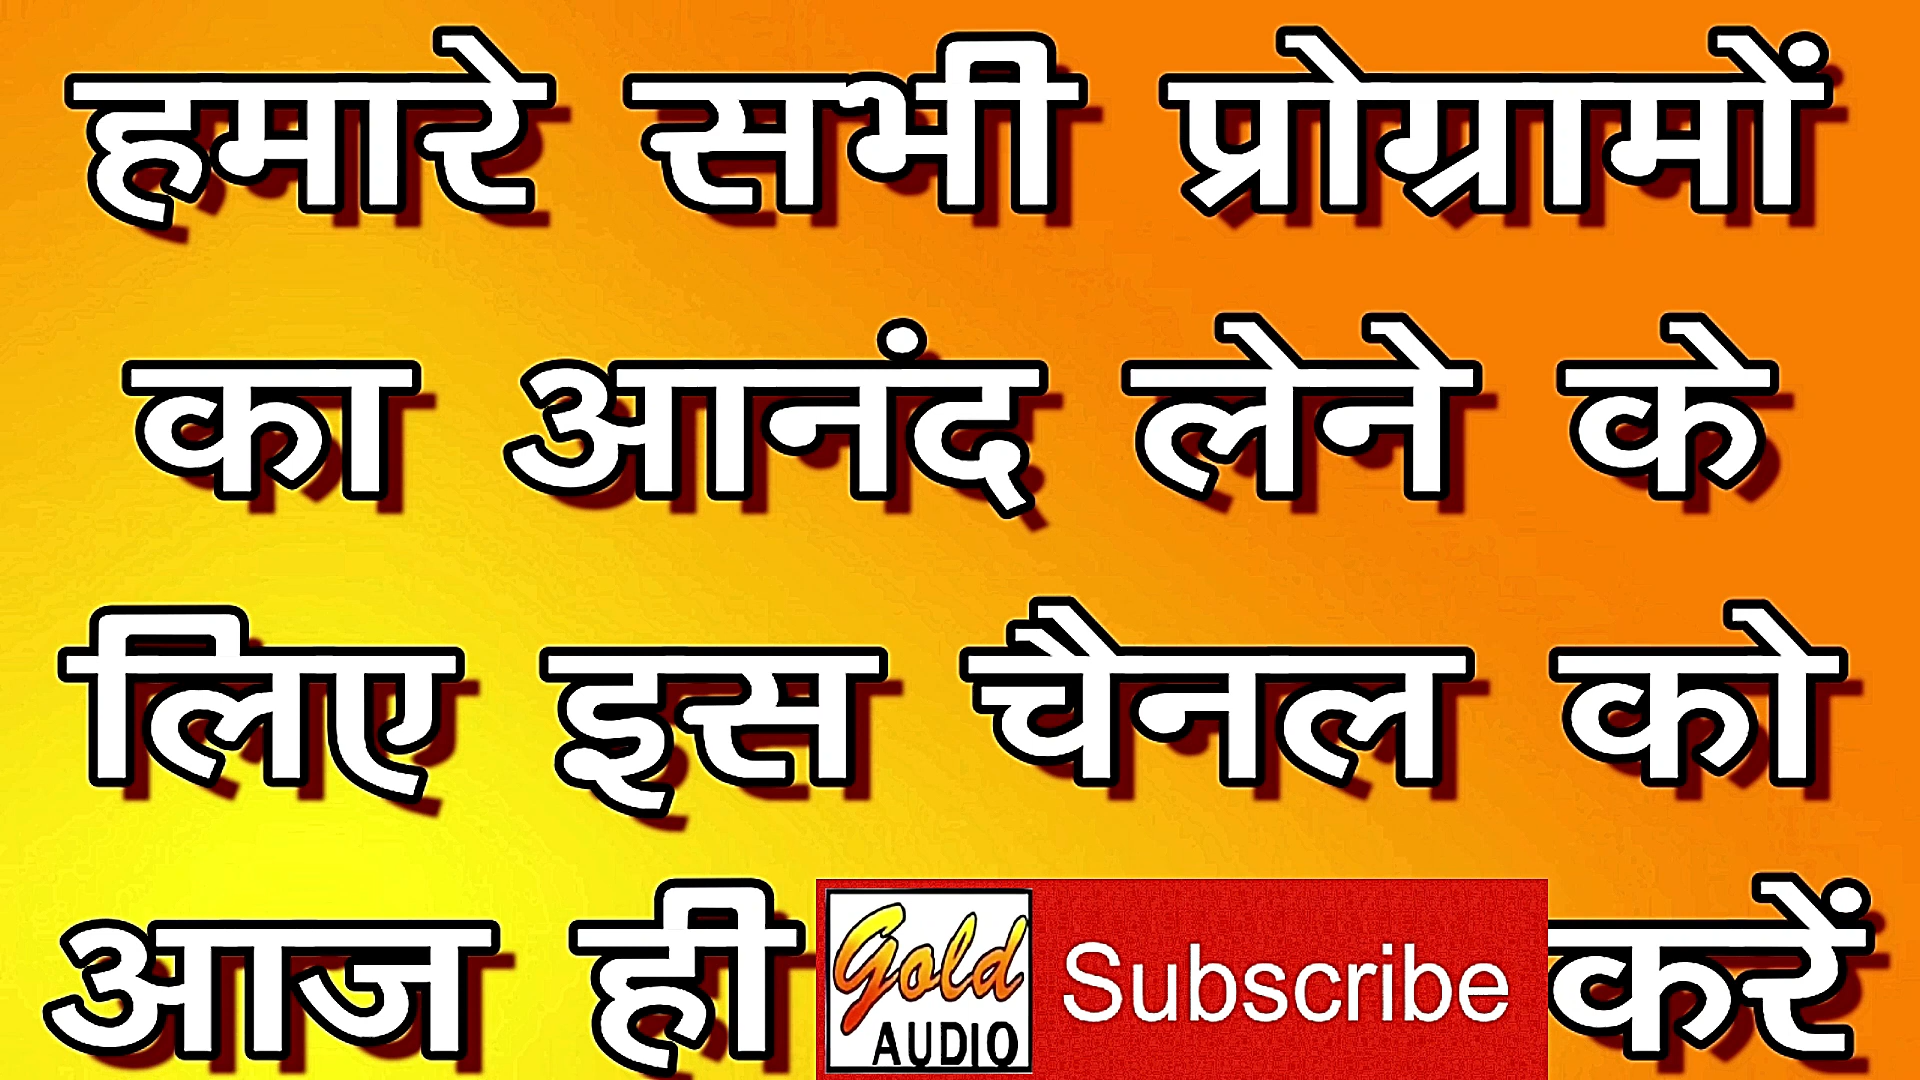 हमारे सभी प्रोग्रामों
का आनंद लेने के
लिए इस चैनल को
आज ही Gold AUDIO Subscribe करें